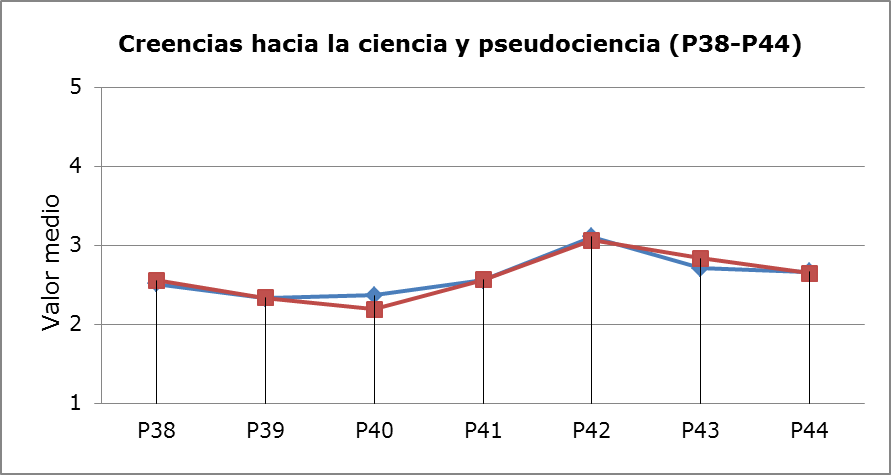 Creencias hacia la ciencia y pseudociencia (P38-P44)
Valor medio
5
4
3
2
1
P38 P39 P40 P41 P42 P43 P44